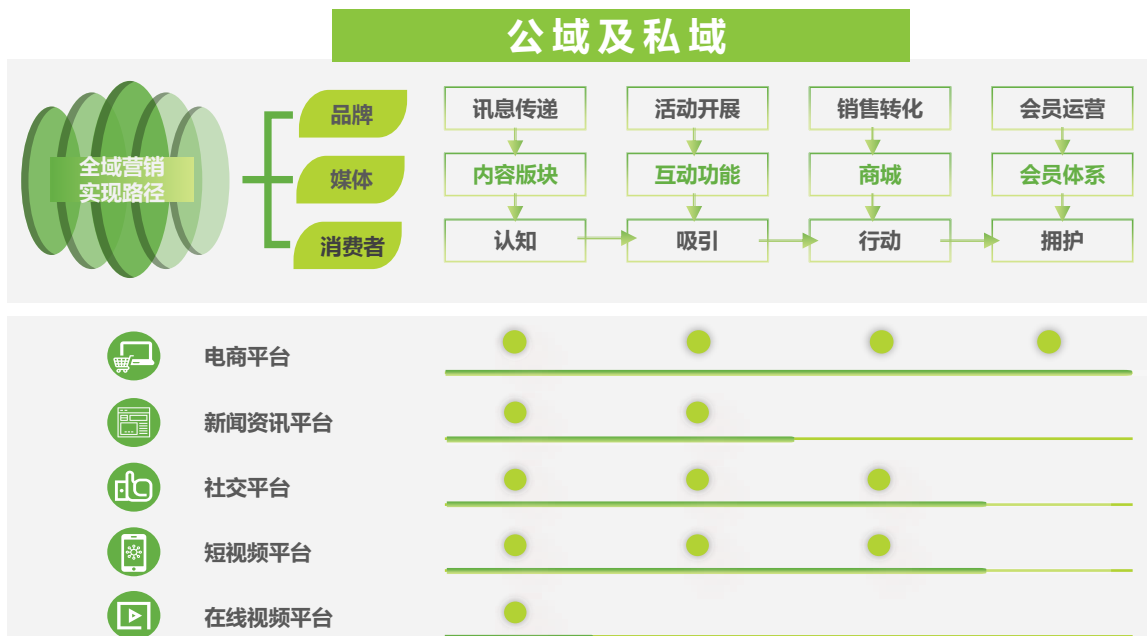 公域及私域
全域营销
实现路径
品牌
讯息传递
活动开展
销售转化
会员运营
媒体
内容版块
互动功能
商城
会员体系
消费者
认知
吸引
行动
拥护
电商平台
新闻资讯平台
社交平台
短视频平台
在线视频平台